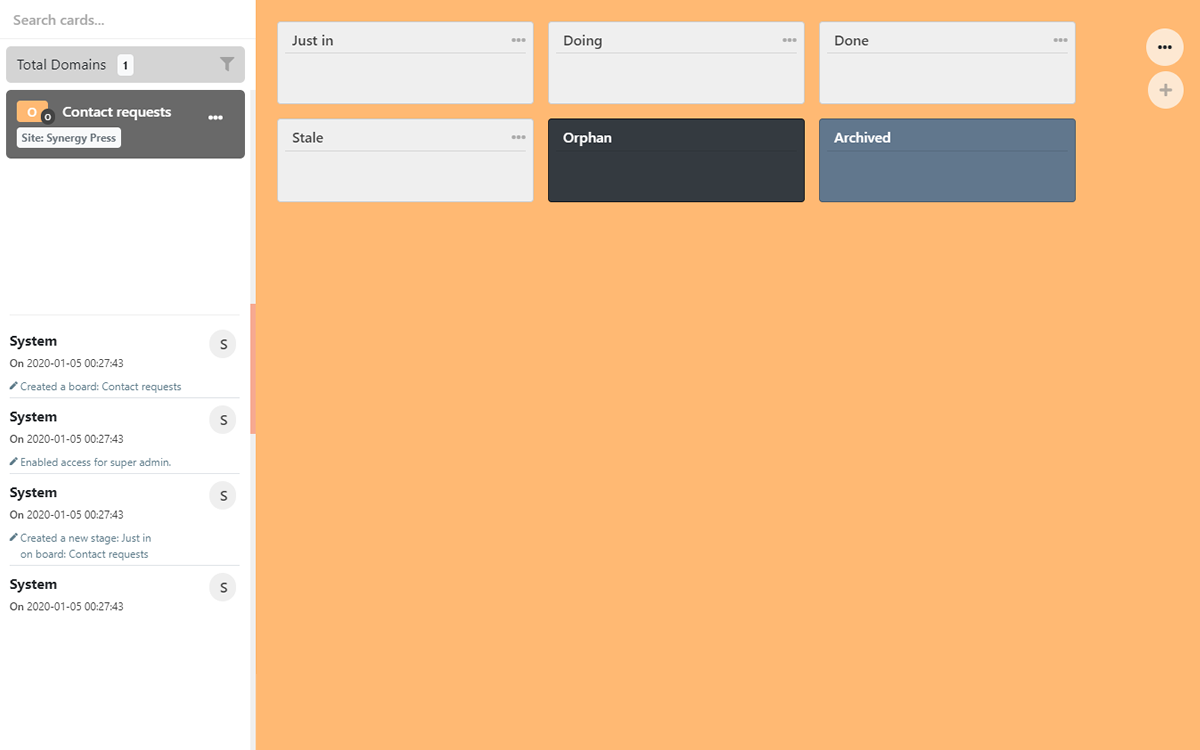 Search cards...
Total Domains 1
O O Contact requests
Site: Synergy Press
System S
On 2020-01-05 00:27:43
Created a board: Contact requests
System S
On 2020-01-05 00:27:43
Enabled access for super admin.
System S
On 2020-01-05 00:27:43
Created a new stage: Just in
on board: Contact requests
System S
On 2020-01-05 00:27:43
Just in
Doing
Done
Stale
Orphan
Archived